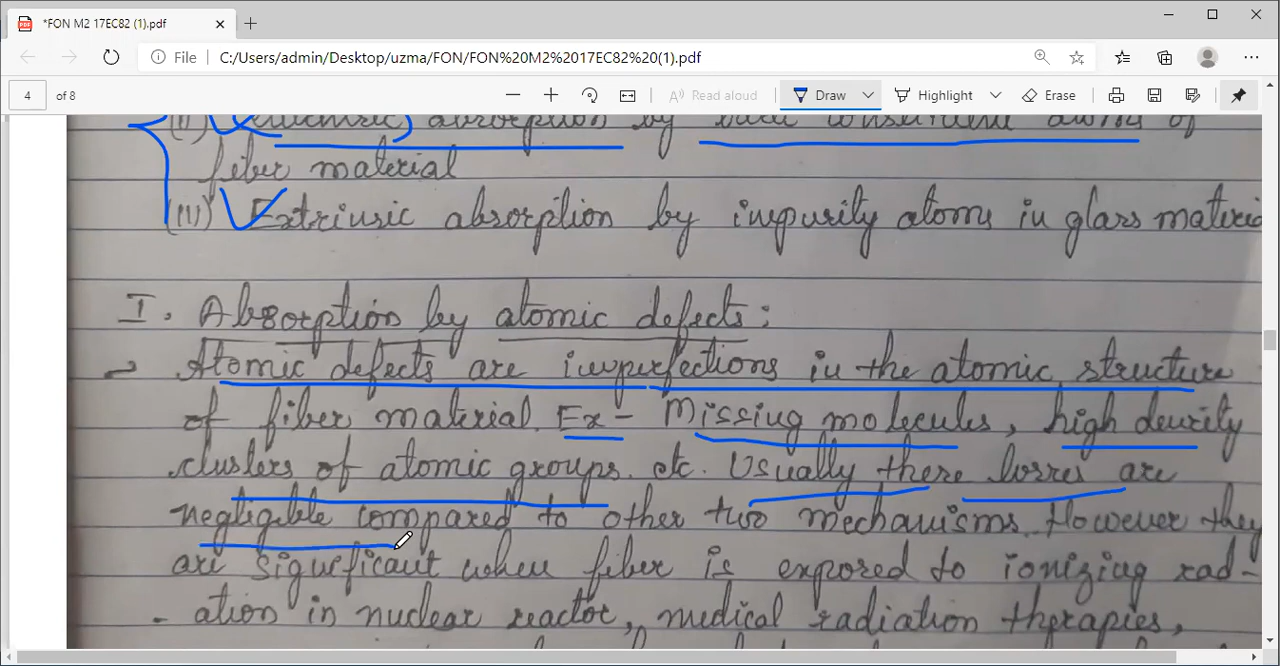 *FON M2 17EC82 (1).pdf
File C:/Users/admin/Desktop/uzma/FON/FON%20M2%2017EC82%20(1).pdf
4 of 8 Read aloud Draw Highlight Erase
absorption by of
fiber material
(III) Extrinsic absorption by impurity atoms in glass materia
I. Absorption by atomic defects:
Atomic defects are imperfections in the atomic structure
of fiber material. Ex- Missing molecules, high density
clusters of atomic groups. etc. Usually these losses are
negligible compared to other two mechanisms. However they
are significant when fiber is exposed to ionizing rad-
-ation in nuclear reactor, medical radiation therapies,